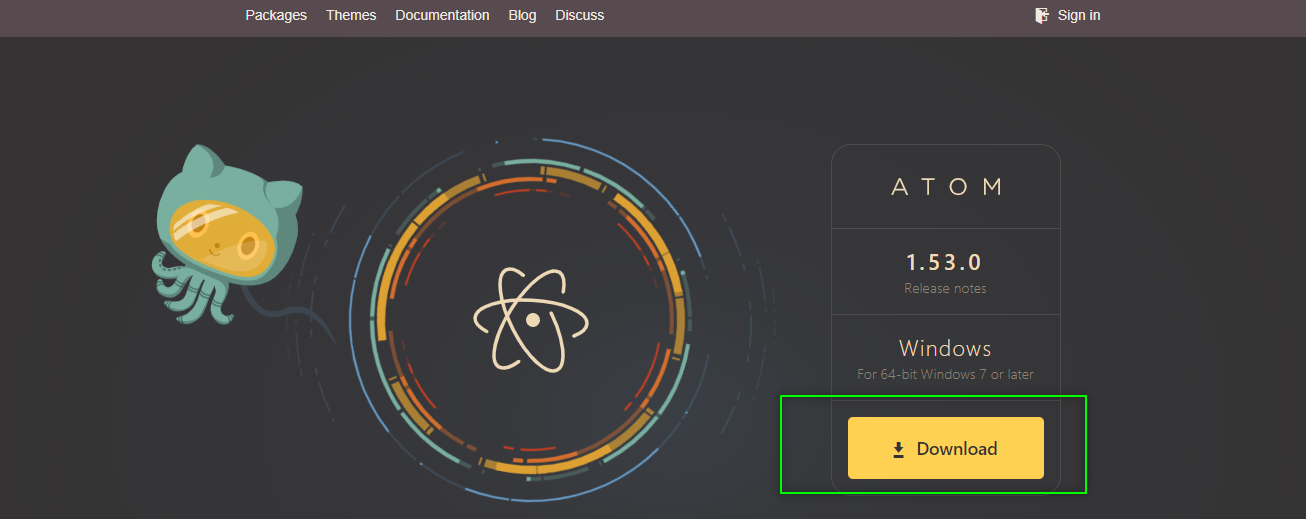 Packages Themes Documentation Blog Discuss Sign in
ATOM
1.53.0
Release notes
Windows
For 64-bit Windows 7 or later
Download